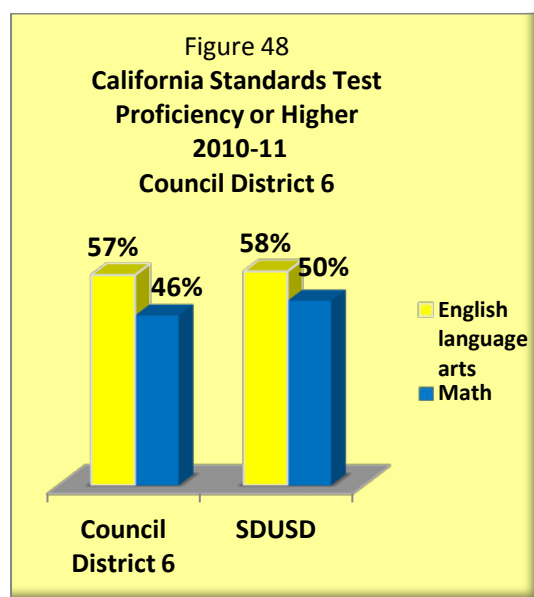 Figure 48
California Standards Test
Proficiency or Higher
2010-11
Council District 6
57%
46%
58%
50%
English
language
arts
Math
Council
District 6
SDUSD